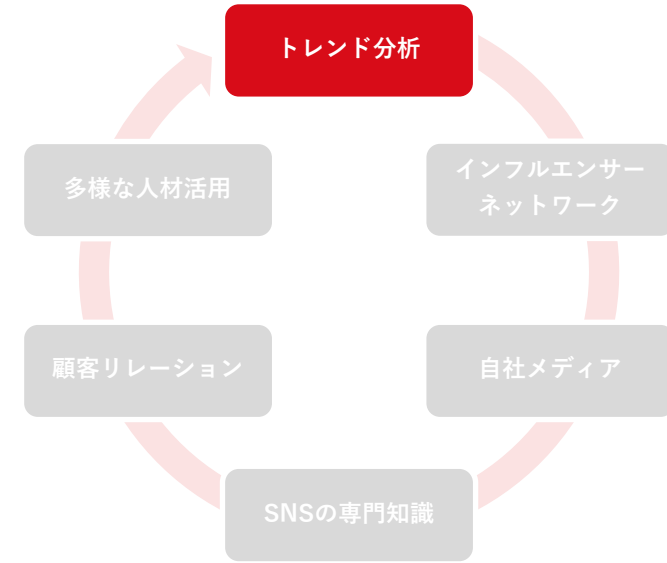 トレンド分析
多様な人材活用
インフルエンサー
ネットワーク
顧客リレーション
自社メディア
SNSの専門知識